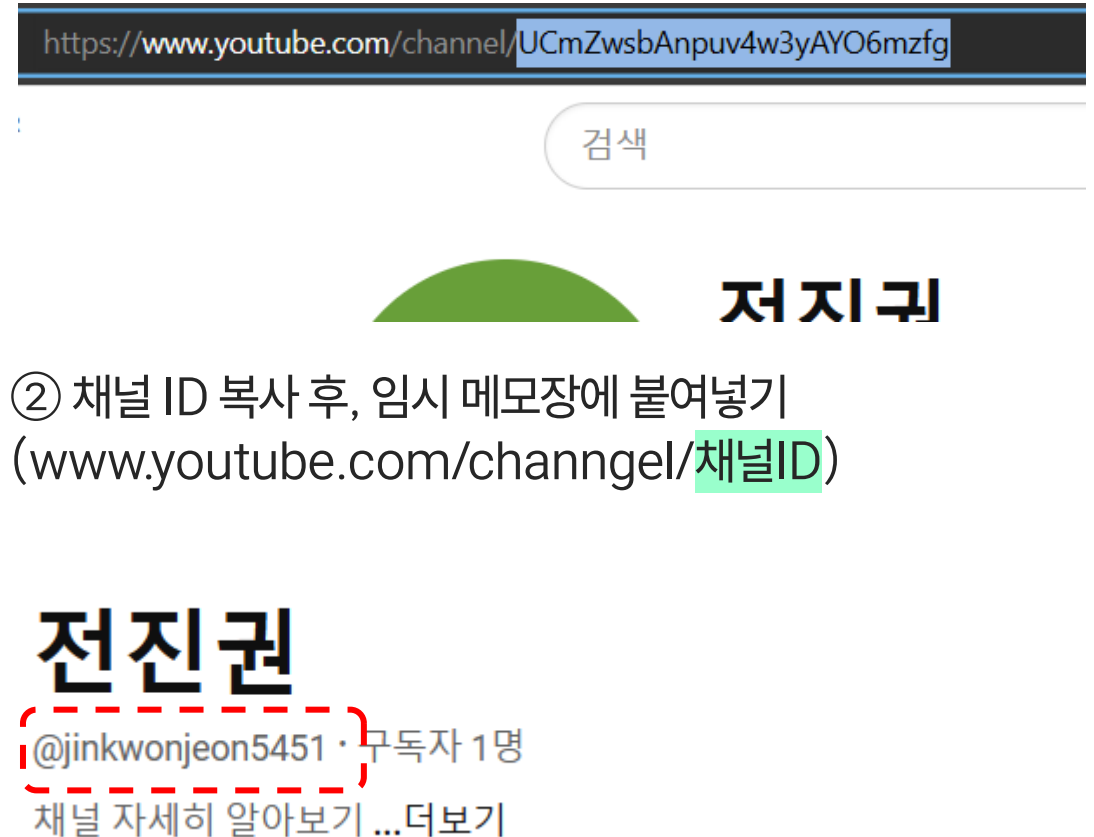 https://www.youtube.com/channel/UCmZwsbAnpuv4w3yAYO6mzfg
검색
전진권
② 채널 ID 복사 후, 임시 메모장에 붙여넣기
(www.youtube.com/channgel/채널ID)
전진권
@jinkwonjeon5451 · 구독자 1명
채널 자세히 알아보기 ...더보기